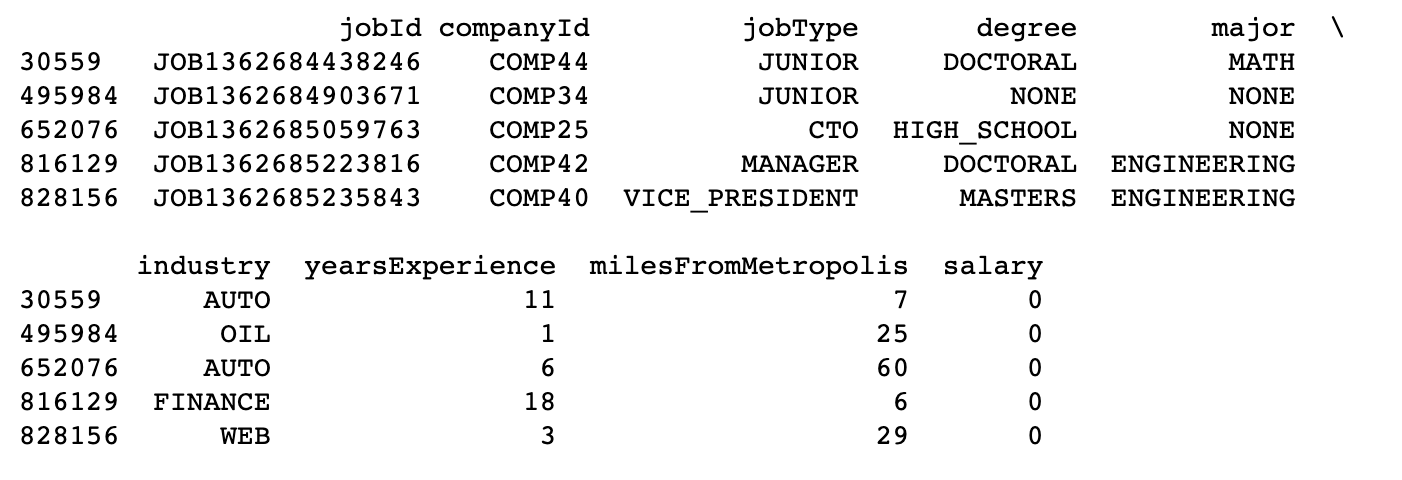 jobId companyId jobType degree major \
30559 JOB1362684438246 COMP44 JUNIOR DOCTORAL MATH
495984 JOB1362684903671 COMP34 JUNIOR NONE NONE
652076 JOB1362685059763 COMP25 CTO HIGH_SCHOOL NONE
816129 JOB1362685223816 COMP42 MANAGER DOCTORAL ENGINEERING
828156 JOB1362685235843 COMP40 VICE_PRESIDENT MASTERS ENGINEERING
industry yearsExperience milesFromMetropolis salary
30559 AUTO 11 7 0
495984 OIL 1 25 0
652076 AUTO 6 60 0
816129 FINANCE 18 6 0
828156 WEB 3 29 0